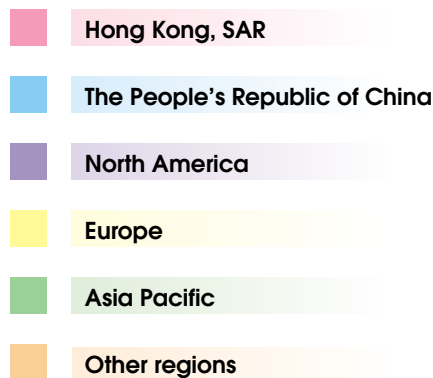 Hong Kong, SAR
The People's Republic of China
North America
Europe
Asia Pacific
Other regions